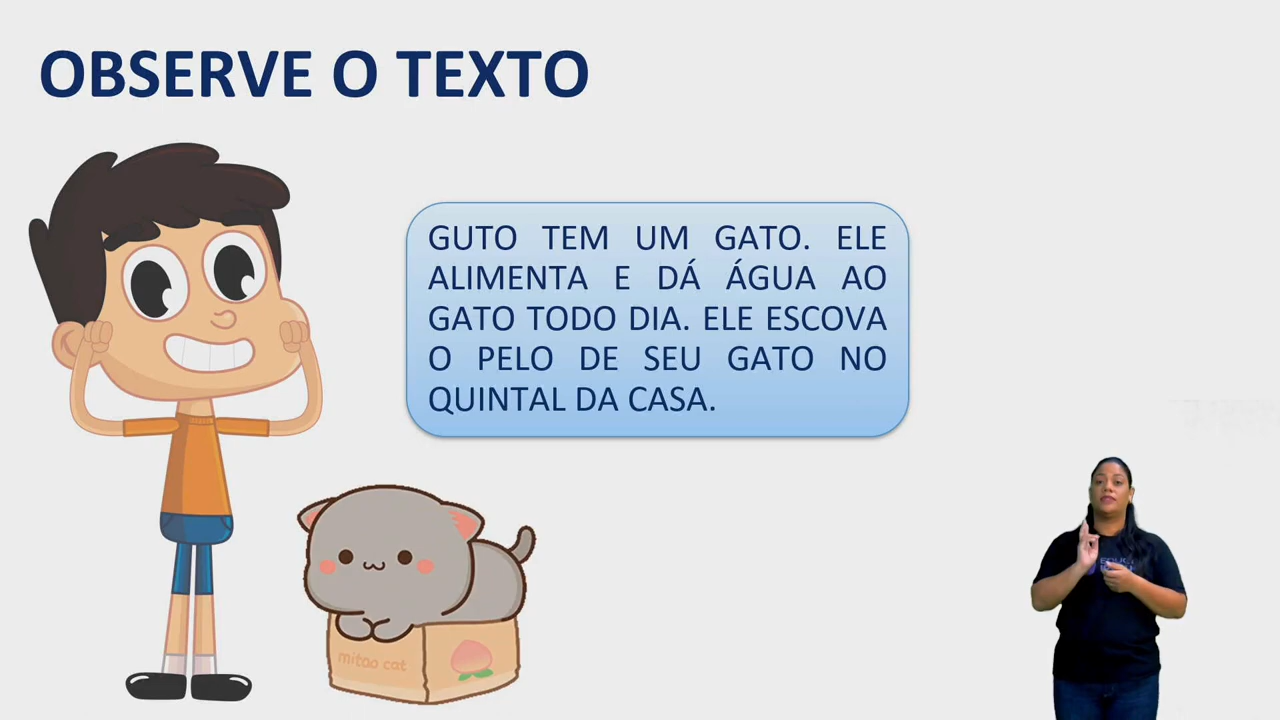 OBSERVE O TEXTO
GUTO TEM UM GATO. ELE
ALIMENTA E DÁ ÁGUA AO
GATO TODO DIA. ELE ESCOVA
O PELO DE SEU GATO NO
QUINTAL DA CASA.
mitao cat